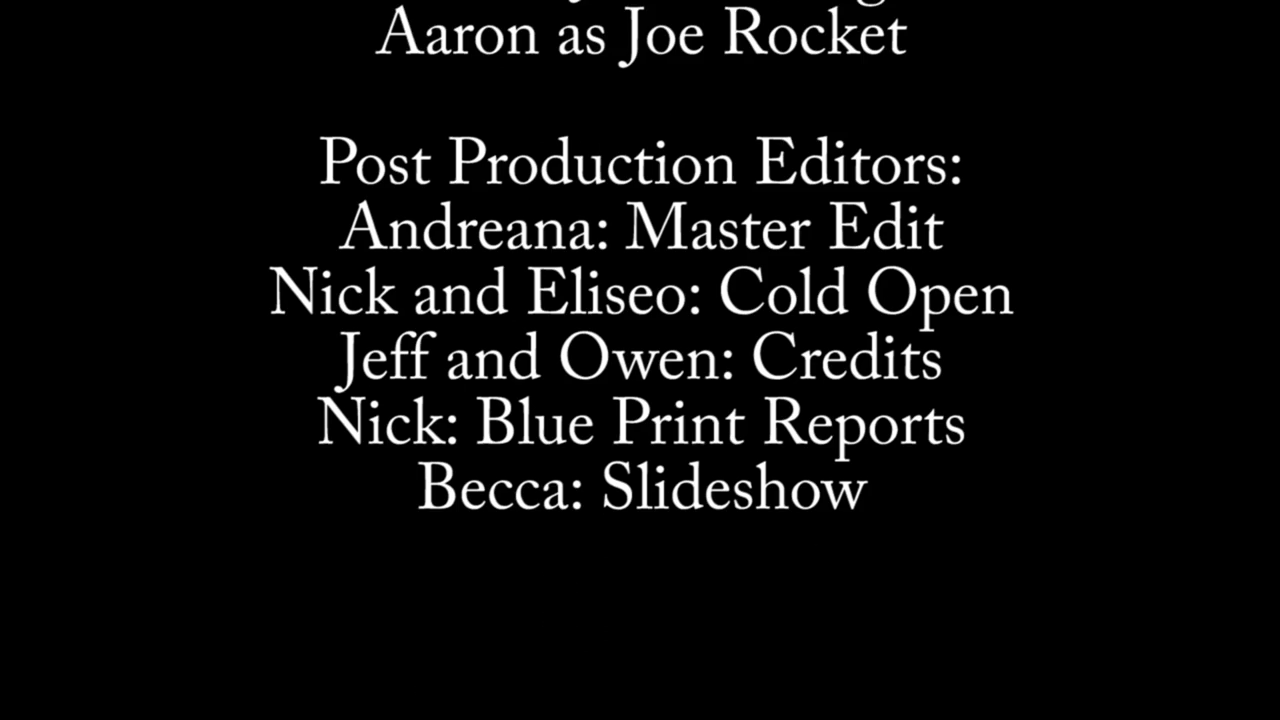 Aaron as Joe Rocket
Post Production Editors:
Andreana: Master Edit
Nick and Eliseo: Cold Open
Jeff and Owen: Credits
Nick: Blue Print Reports
Becca: Slideshow